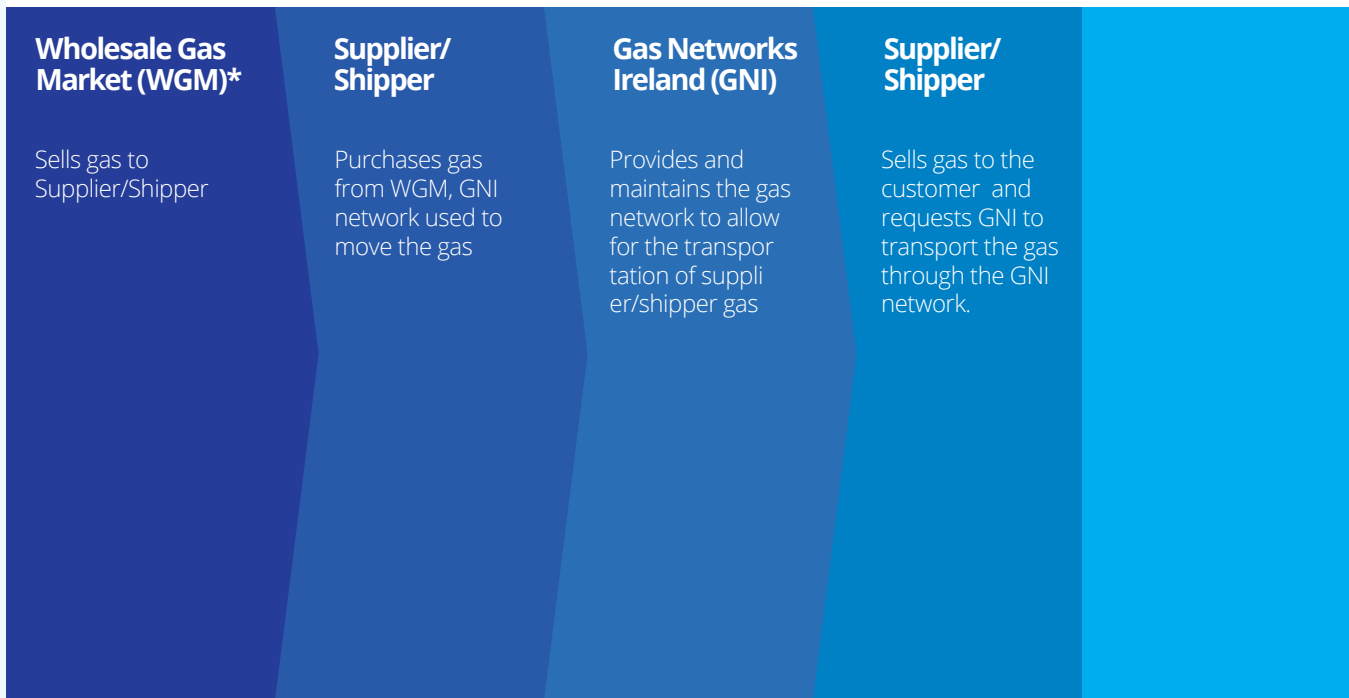 Wholesale Gas
Market (WGM)*
Sells gas to
Supplier/Shipper
Supplier/
Shipper
Purchases gas
from WGM, GNI
network used to
move the gas
Gas Networks
Ireland (GNI)
Provides and
maintains the gas
network to allow
for the transpor
tation of suppli
er/shipper gas
Supplier/
Shipper
Sells gas to the
customer  and
requests GNI to
transport the gas
through the GNI
network.